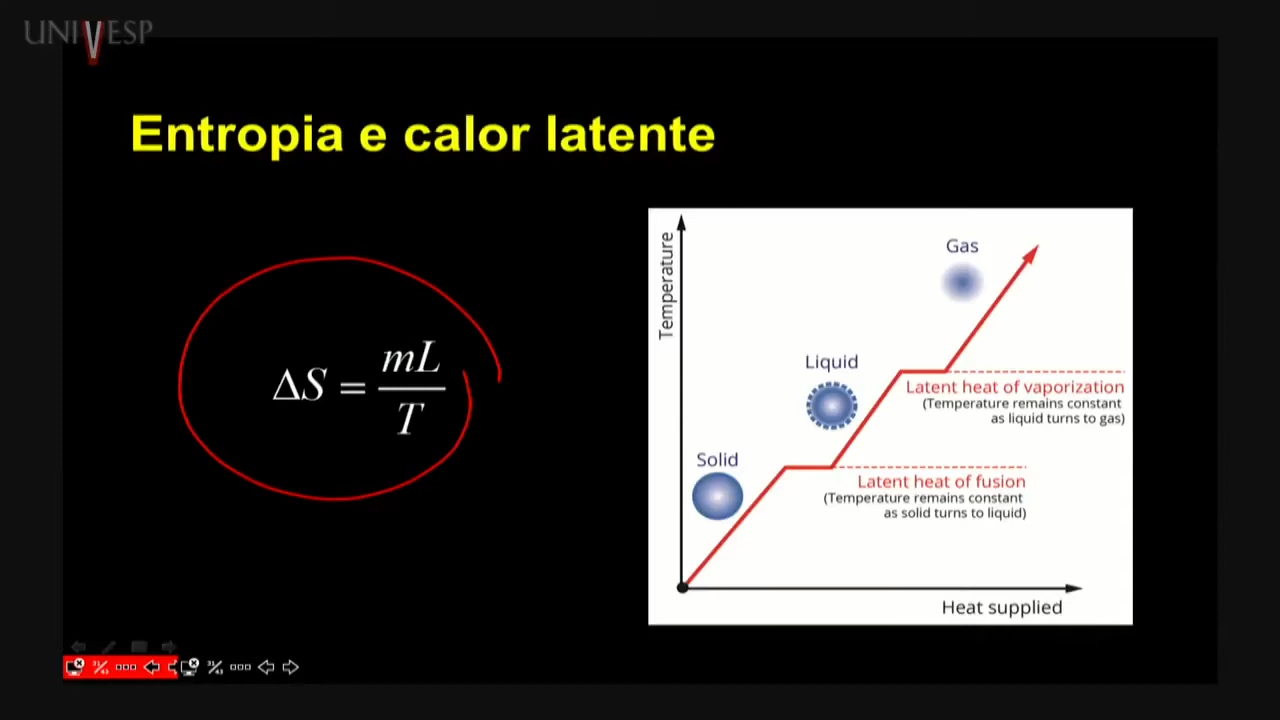 UNIVESP
Entropia e calor latente
ΔS = mL/T
Temperature
Gas
Liquid
Latent heat of vaporization
(Temperature remains constant
as liquid turns to gas)
Solid
Latent heat of fusion
(Temperature remains constant
as solid turns to liquid)
Heat supplied